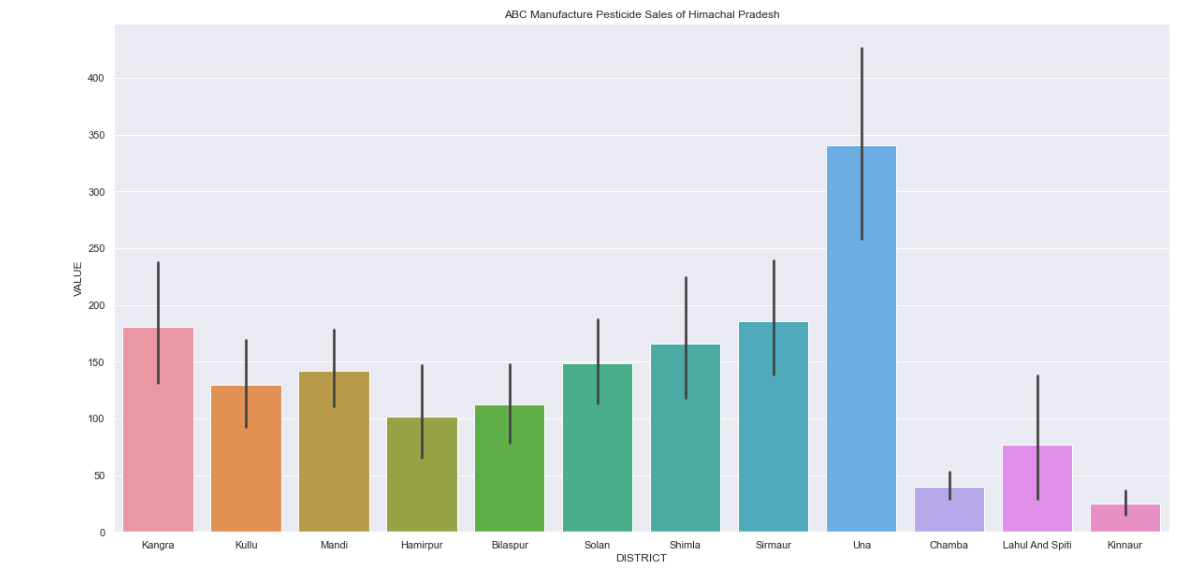 ABC Manufacture Pesticide Sales of Himachal Pradesh
VALUE
400
350
300
250
200
150
100
50
0
Kangra Kullu Mandi Hamirpur Bilaspur Solan Shimla Sirmaur Una Chamba Lahul And Spiti Kinnaur
DISTRICT